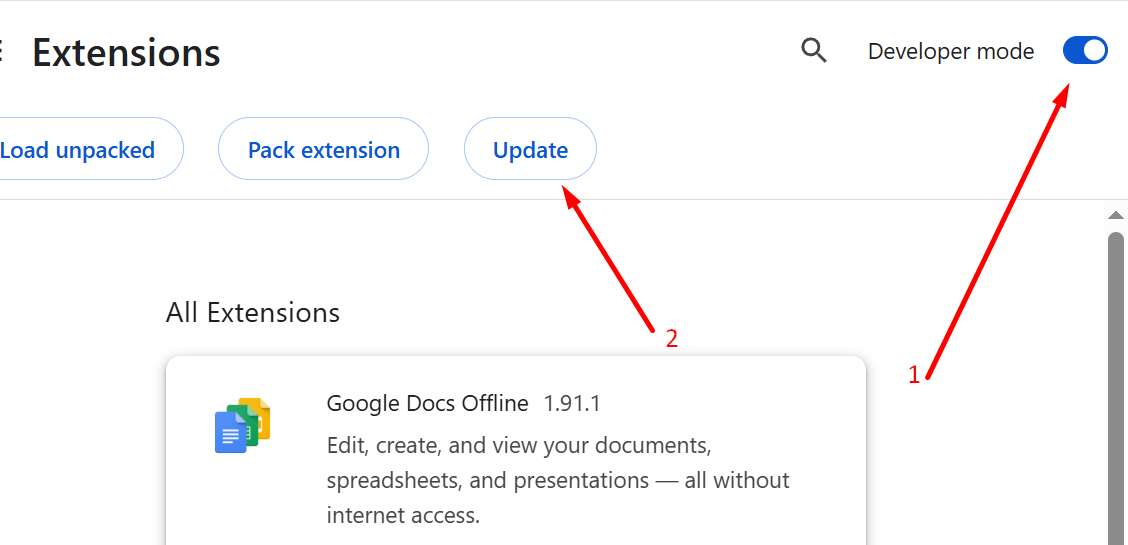 Extensions
Developer mode
Load unpacked
Pack extension
Update
All Extensions
2
1
Google Docs Offline 1.91.1
Edit, create, and view your documents,
spreadsheets, and presentations — all without
internet access.